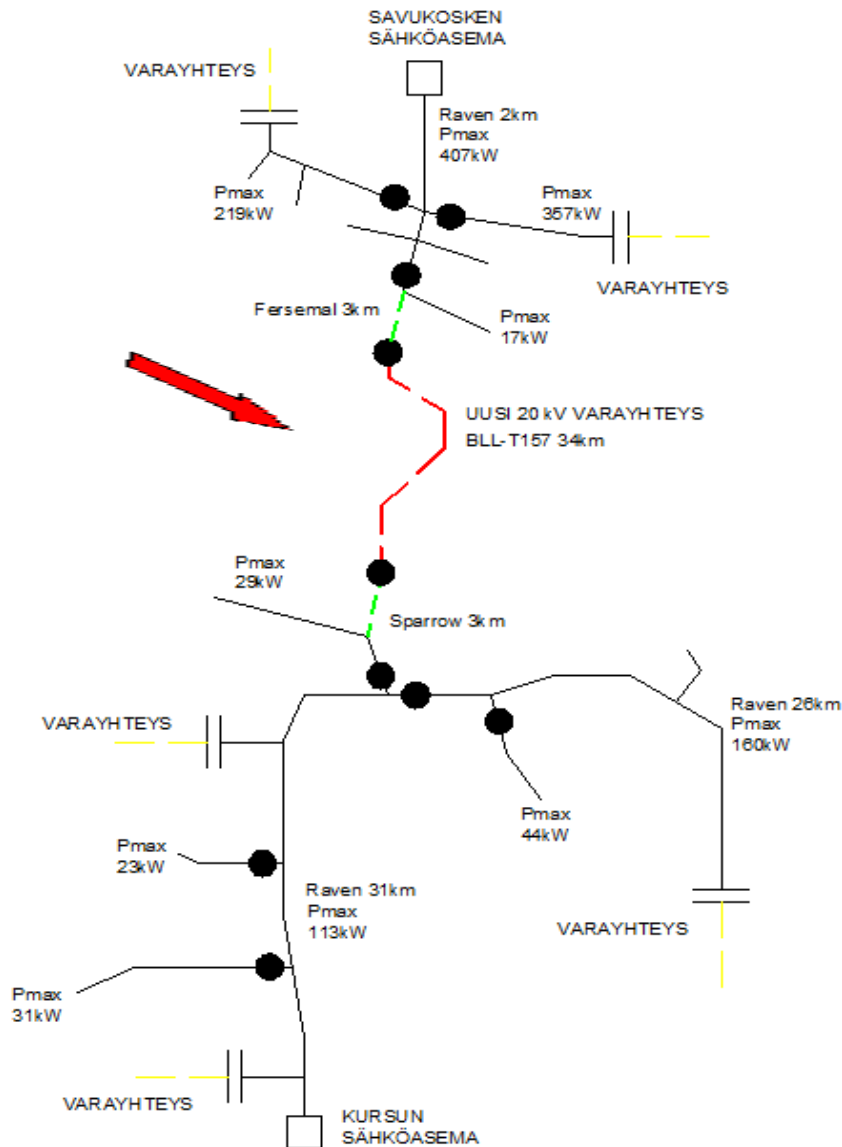 SAVUKOSKEN
SÄHKÖASEMA
VARAYHTEYS
Raven 2km
Pmax
407kW
Pmax
219kW
Pmax
357kW
VARAYHTEYS
Fersemal 3km
Pmax
17kW
UUSI 20 kV VARAYHTEYS
BLL-T157 34km
Pmax
29kW
Sparrow 3km
VARAYHTEYS
Raven 26km
Pmax
160kW
Pmax
44kW
Pmax
23kW
Raven 31km
Pmax
113kW
VARAYHTEYS
Pmax
31kW
VARAYHTEYS
KURSUN
SÄHKÖASEMA